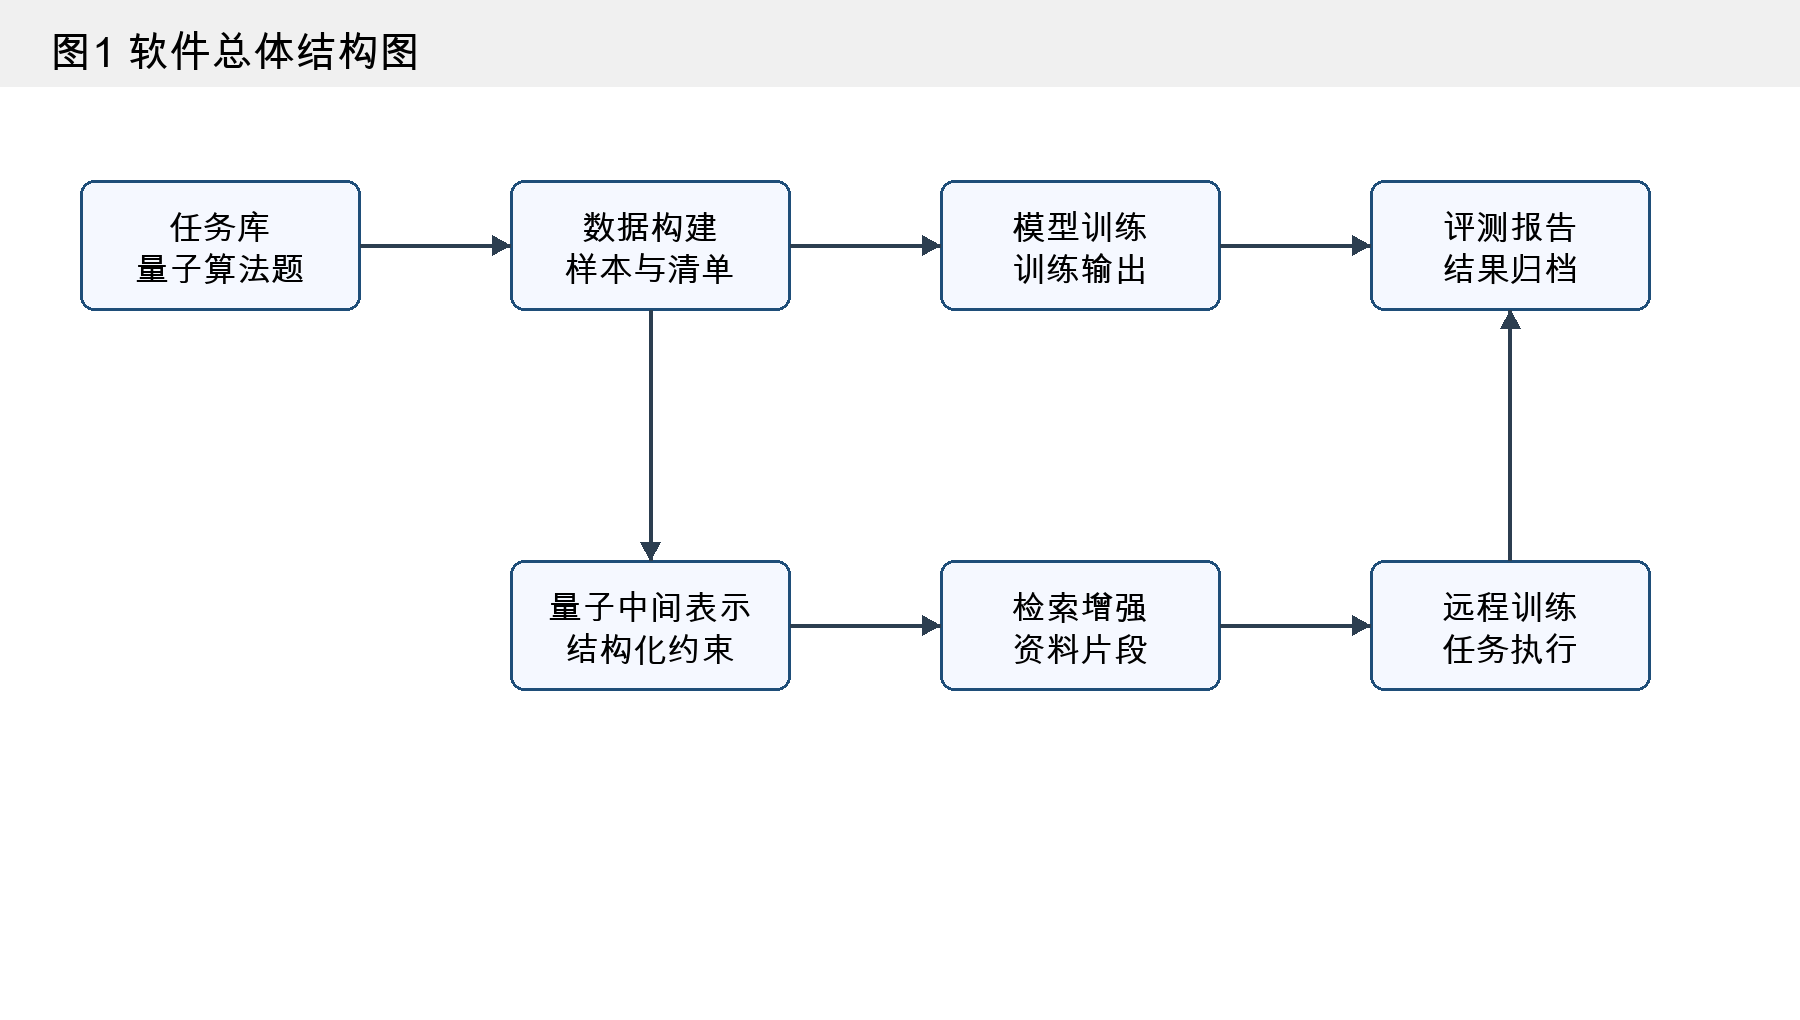 图1 软件总体结构图
任务库
量子算法题
数据构建
样本与清单
模型训练
训练输出
评测报告
结果归档
量子中间表示
结构化约束
检索增强
资料片段
远程训练
任务执行